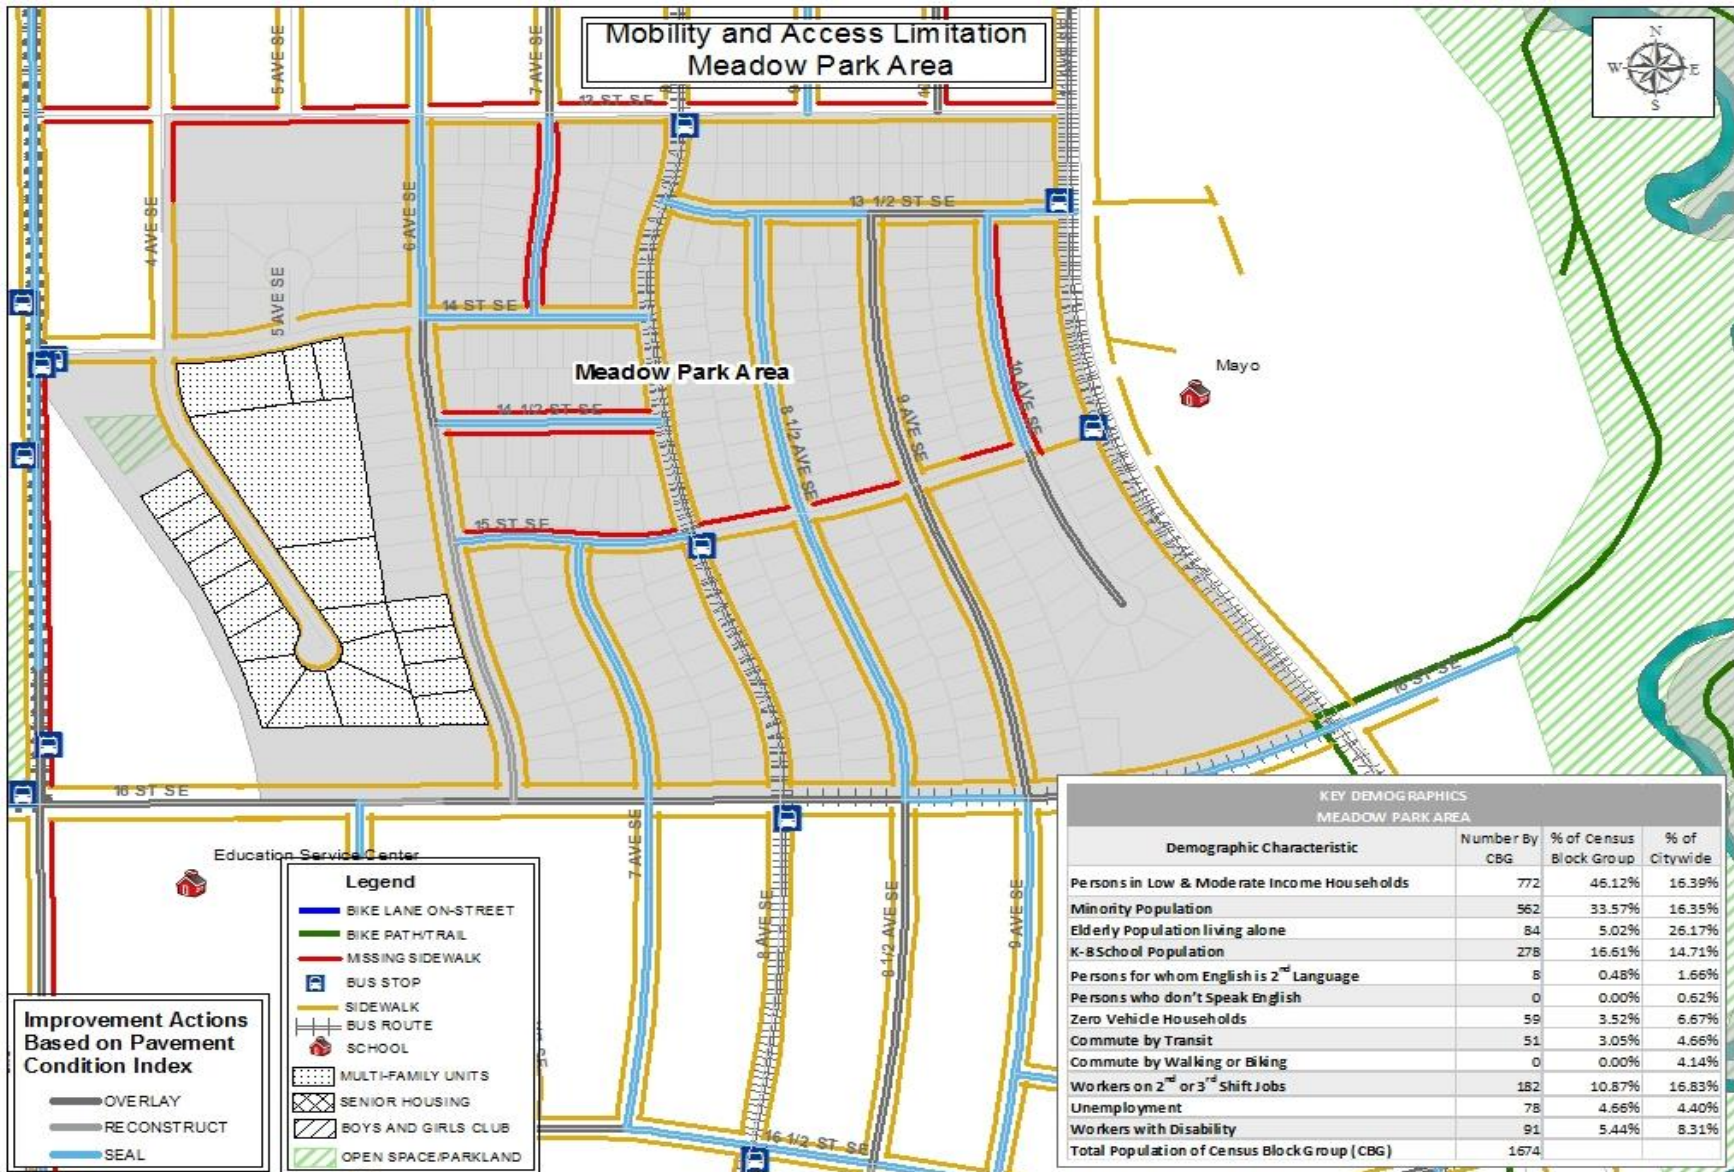 Mobility and Access Limitation
Meadow Park Area
N
W
E
S
5 AVE SE
7 AVE SE
13 ST SE
4 AVE SE
6 AVE SE
5 AVE SE
13 1/2 ST SE
14 ST SE
Meadow Park Area
Mayo
10 AVE SE
14 1/2 ST SE
8 1/2 AVE SE
9 AVE SE
15 ST SE
16 ST SE
16 ST SE
Education Service Center
7 AVE SE
8 AVE SE
8 1/2 AVE SE
9 AVE SE
16 1/2 ST SE
Legend
BIKE LANE ON-STREET
BIKE PATH/TRAIL
MISSING SIDEWALK
BUS STOP
SIDEWALK
BUS ROUTE
SCHOOL
MULTI-FAMILY UNITS
SENIOR HOUSING
BOYS AND GIRLS CLUB
OPEN SPACE/PARKLAND
Improvement Actions
Based on Pavement
Condition Index
OVERLAY
RECONSTRUCT
SEAL
KEY DEMOGRAPHICS
MEADOW PARK AREA
Demographic Characteristic Number By CBG % of Census Block Group % of Citywide
Persons in Low & Moderate Income Households 772 46.12% 16.39%
Minority Population 562 33.57% 16.35%
Elderly Population living alone 84 5.02% 26.17%
K-8 School Population 278 16.61% 14.71%
Persons for whom English is 2nd Language 8 0.48% 1.66%
Persons who don't Speak English 0 0.00% 0.62%
Zero Vehicle Households 59 3.52% 6.67%
Commute by Transit 51 3.05% 4.66%
Commute by Walking or Biking 0 0.00% 4.14%
Workers on 2nd or 3rd Shift Jobs 182 10.87% 16.83%
Unemployment 78 4.66% 4.40%
Workers with Disability 91 5.44% 8.31%
Total Population of Census Block Group (CBG) 1674